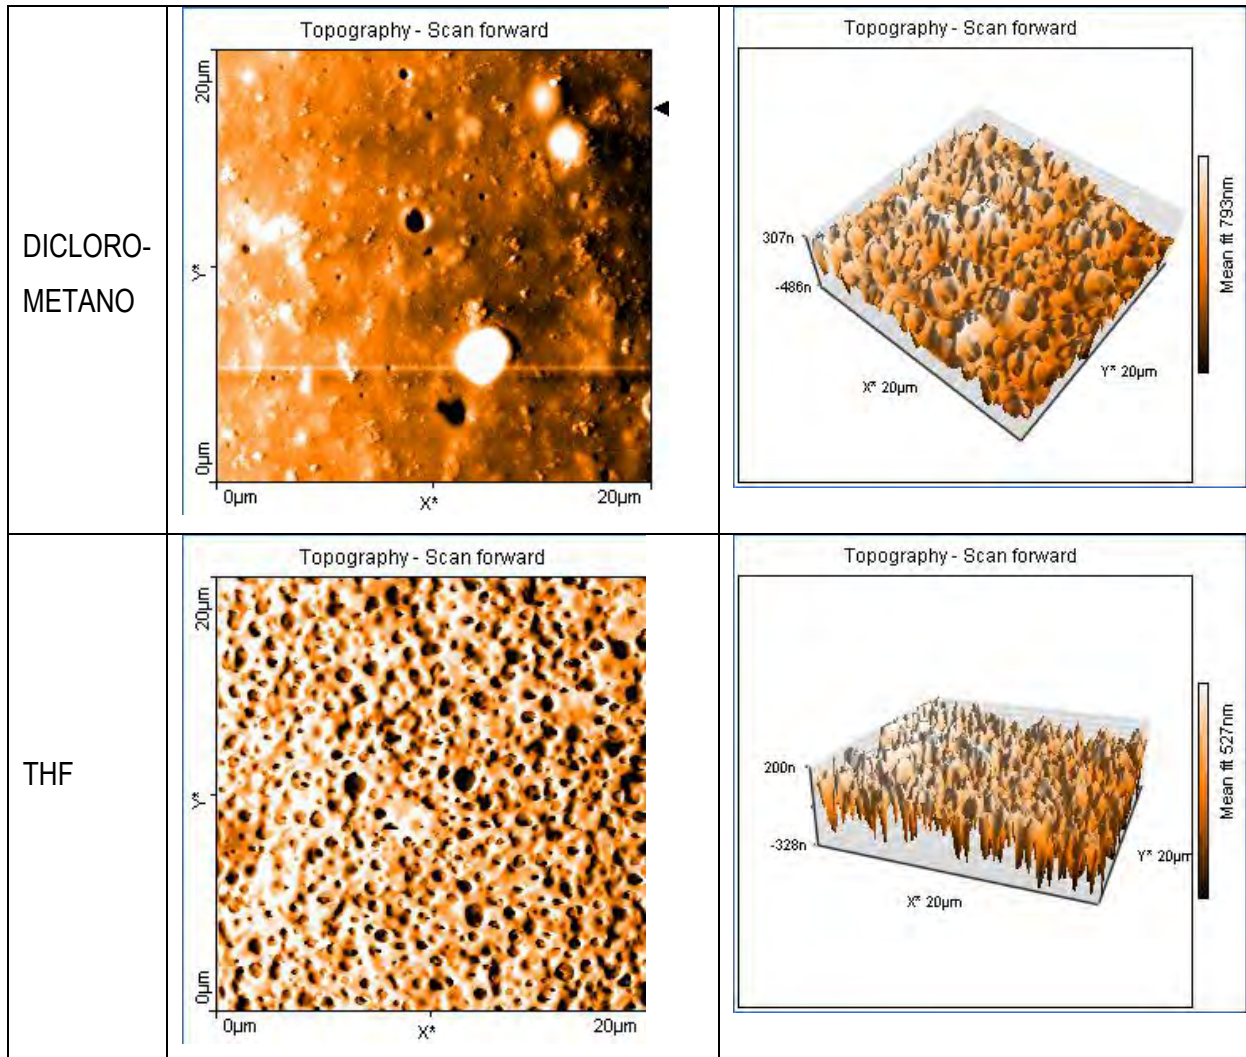 DICLORO-
METANO
Topography - Scan forward
20µm
Y*
0µm
0µm
X*
20µm
Topography - Scan forward
307n
-486n
X* 20µm
Y* 20µm
Mean fit 793nm
THF
Topography - Scan forward
20µm
Y*
0µm
0µm
X*
20µm
Topography - Scan forward
200n
-328n
X* 20µm
Y* 20µm
Mean fit 527nm